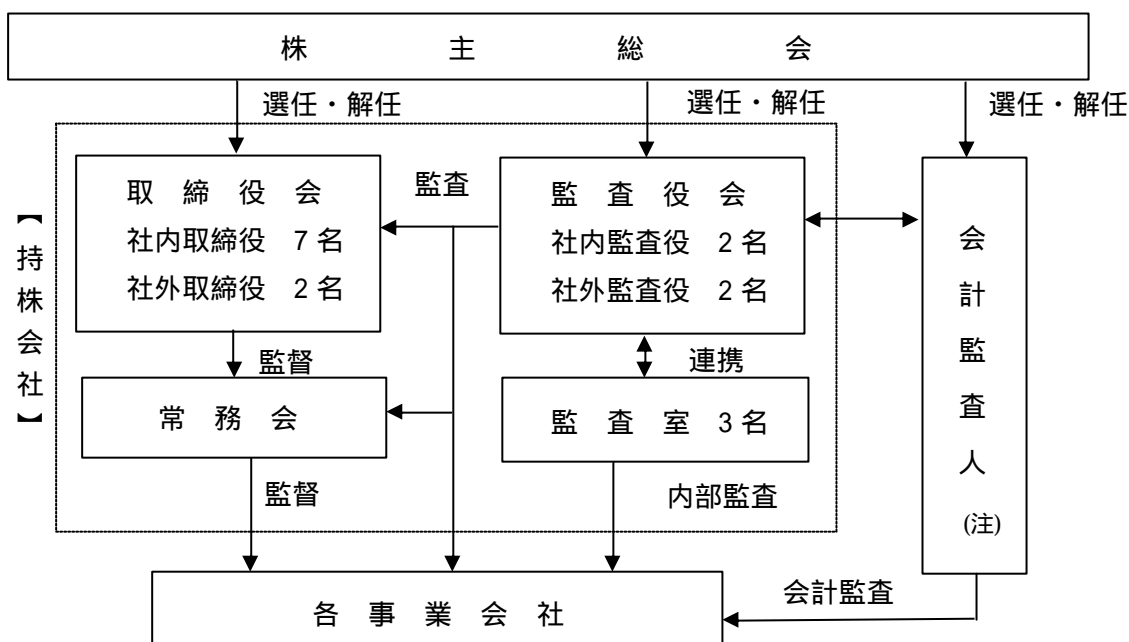 株主総会
選任・解任
選任・解任
選任・解任
【持株会社】
取締役会
社内取締役 7名
社外取締役 2名
監査
監査役会
社内監査役 2名
社外監査役 2名
会計監査人
(注)
監督
連携
常務会
監査室 3名
監督
内部監査
会計監査
各事業会社